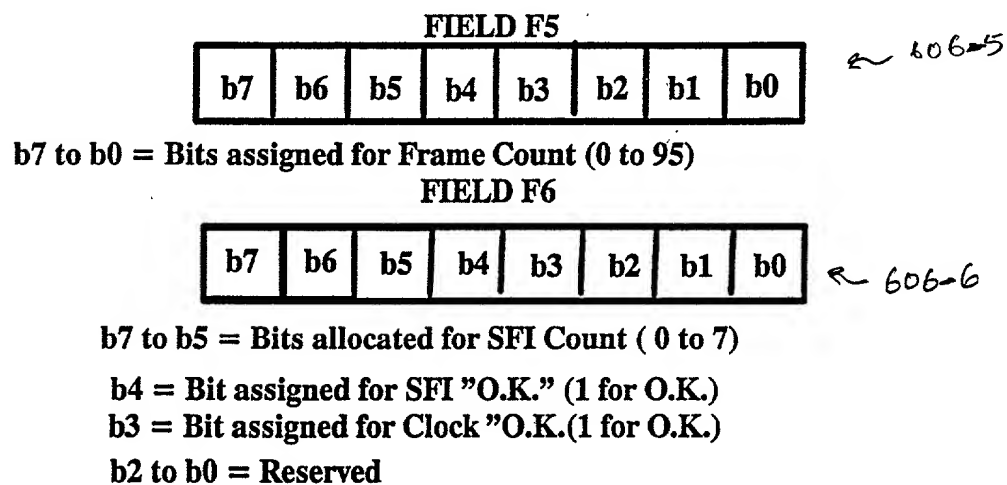 FIELD F5
b7 b6 b5 b4 b3 b2 b1 b0
606-5
b7 to b0 = Bits assigned for Frame Count (0 to 95)
FIELD F6
b7 b6 b5 b4 b3 b2 b1 b0
606-6
b7 to b5 = Bits allocated for SFI Count ( 0 to 7)
b4 = Bit assigned for SFI ”O.K.” (1 for O.K.)
b3 = Bit assigned for Clock ”O.K.(1 for O.K.)
b2 to b0 = Reserved